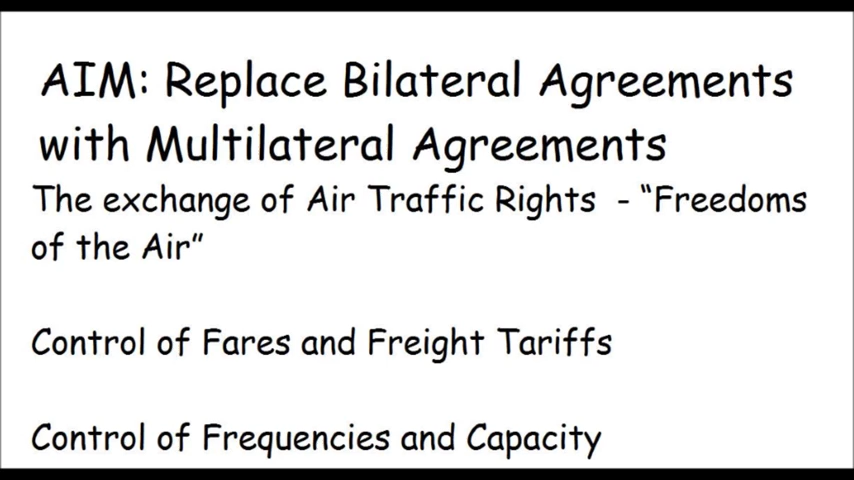 AIM: Replace Bilateral Agreements
with Multilateral Agreements
The exchange of Air Traffic Rights - “Freedoms
of the Air”
Control of Fares and Freight Tariffs
Control of Frequencies and Capacity